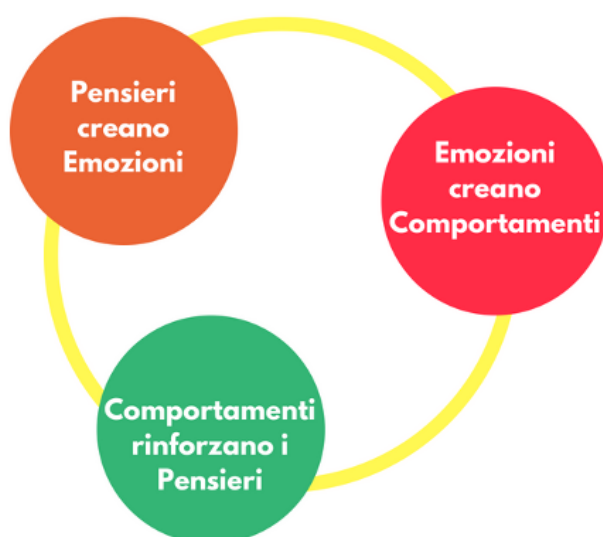 Pensieri
creano
Emozioni
Emozioni
creano
Comportamenti
Comportamenti
rinforzano i
Pensieri